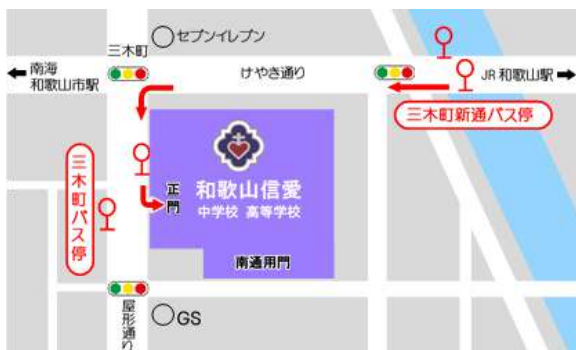 セブンイレブン
三木町
南海
和歌山市駅
けやき通り
JR 和歌山駅
三木町新通バス停
三木町バス停
正門
和歌山信愛
中学校 高等学校
南通用門
屋形通り
GS